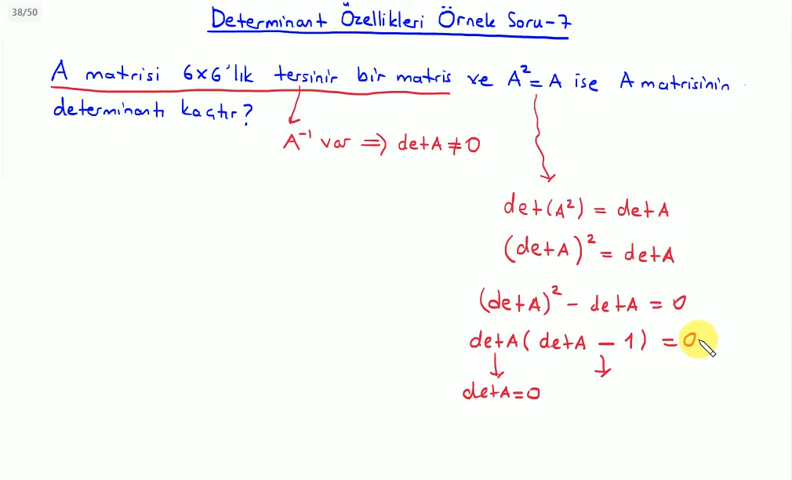 38/50
Determinant Özellikleri Örnek Soru-7
A matrisi 6x6'lık tersinir bir matris ve A² = A ise A matrisinin
determinantı kaçtır?
A⁻¹ var ⇒ detA ≠ 0
det(A²) = detA
(detA)² = detA
(detA)² - detA = 0
detA( detA - 1) = 0
detA=0